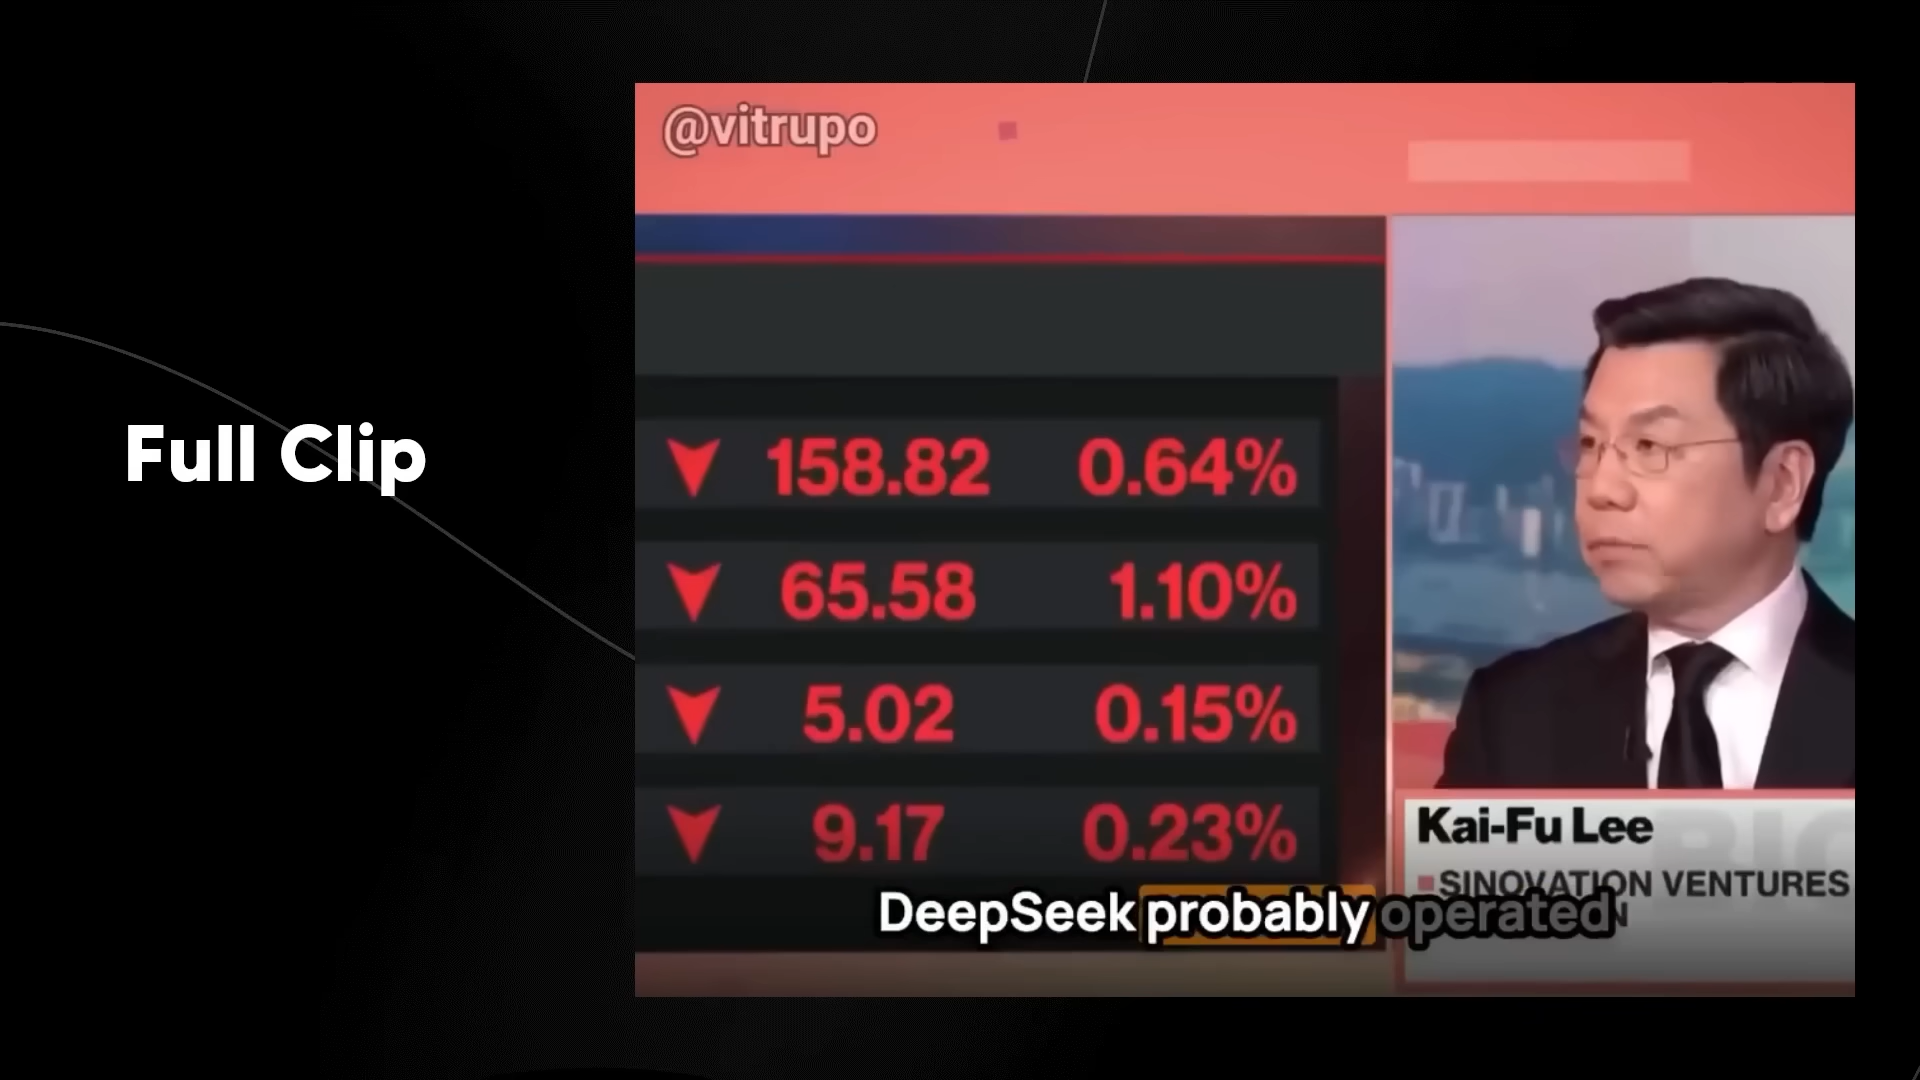 @vitrupo
Full Clip
158.82 0.64%
65.58 1.10%
5.02 0.15%
9.17 0.23%
Kai-Fu Lee
SINOVATION VENTURES
DeepSeek probably operated